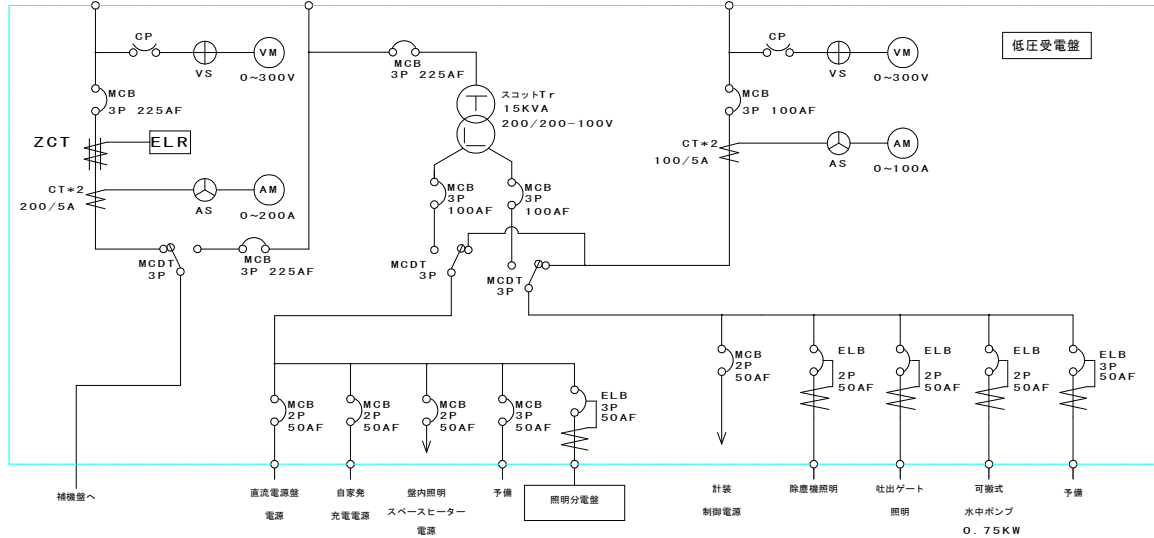 CP
VS
VM
0~300V
MCB
3P 225AF
ZCT
ELR
CT*2
200/5A
AS
AM
0~200A
MCDT
3P
MCB
3P 225AF
MCB
3P 225AF
スコットTr
15KVA
200/200-100V
MCB
3P
100AF
MCB
3P
100AF
MCDT
3P
MCDT
3P
CP
VS
VM
0~300V
MCB
3P 100AF
CT*2
100/5A
AS
AM
0~100A
低圧受電盤
MCB
2P
50AF
MCB
2P
50AF
MCB
2P
50AF
MCB
3P
50AF
ELB
3P
50AF
MCB
2P
50AF
ELB
2P
50AF
ELB
2P
50AF
ELB
2P
50AF
ELB
3P
50AF
補機盤へ
直流電源盤
電源
自家発
充電電源
盤内照明
スペースヒーター
電源
予備
照明分電盤
計装
制御電源
除塵機照明
吐出ゲート
照明
可搬式
水中ポンプ
0.75KW
予備